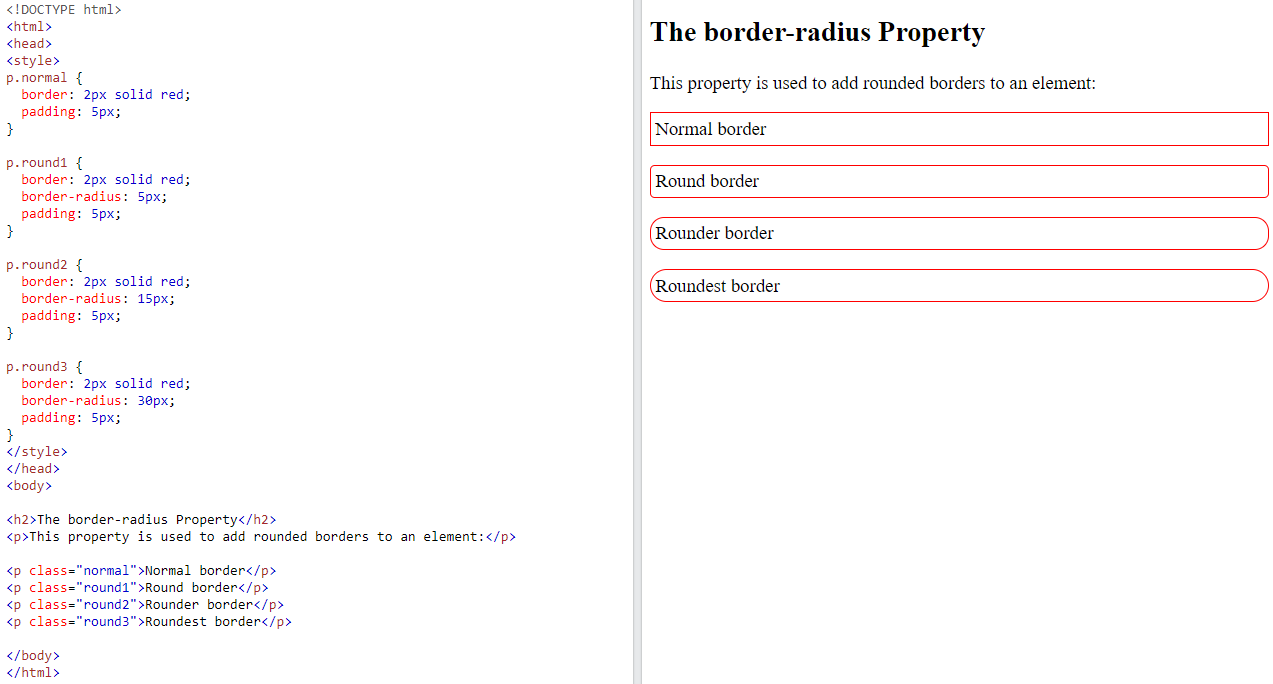 <!DOCTYPE html>
<html>
<head>
<style>
p.normal {
  border: 2px solid red;
  padding: 5px;
}

p.round1 {
  border: 2px solid red;
  border-radius: 5px;
  padding: 5px;
}

p.round2 {
  border: 2px solid red;
  border-radius: 15px;
  padding: 5px;
}

p.round3 {
  border: 2px solid red;
  border-radius: 30px;
  padding: 5px;
}
</style>
</head>
<body>

<h2>The border-radius Property</h2>
<p>This property is used to add rounded borders to an element:</p>

<p class="normal">Normal border</p>
<p class="round1">Round border</p>
<p class="round2">Rounder border</p>
<p class="round3">Roundest border</p>

</body>
</html>
The border-radius Property
This property is used to add rounded borders to an element:
Normal border
Round border
Rounder border
Roundest border